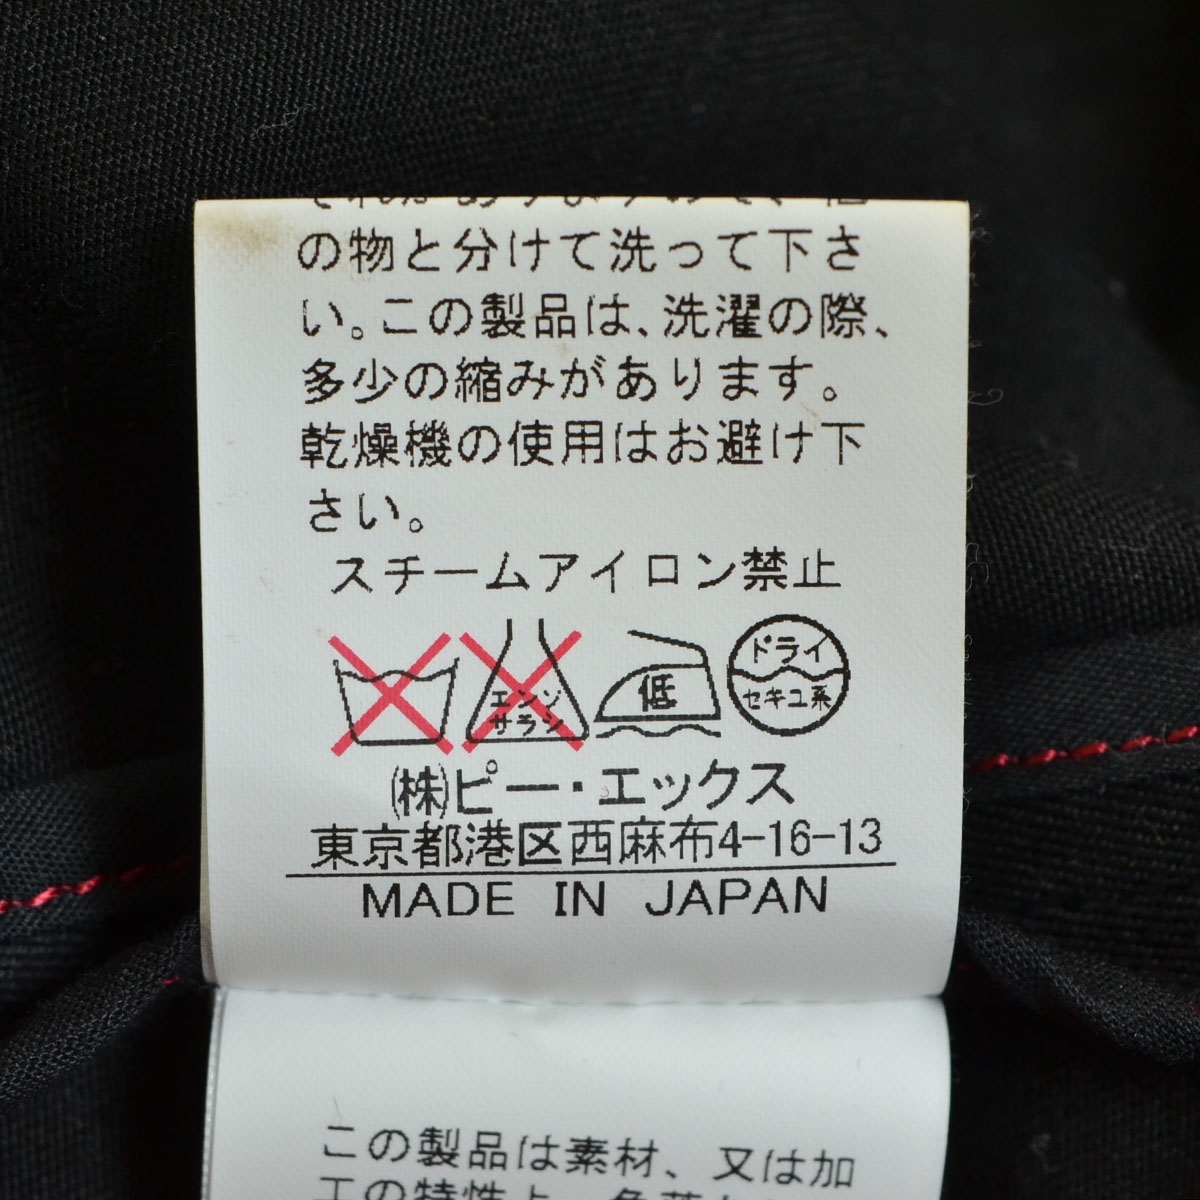 の物と分けて洗って下さ
い。この製品は、洗濯の際、
多少の縮みがあります。
乾燥機の使用はお避け下
さい。
スチームアイロン禁止
エンソ
サラシ
低
ドライ
セキユ系
㈱ピー・エックス
東京都港区西麻布4-16-13
MADE IN JAPAN
この製品は素材、又は加